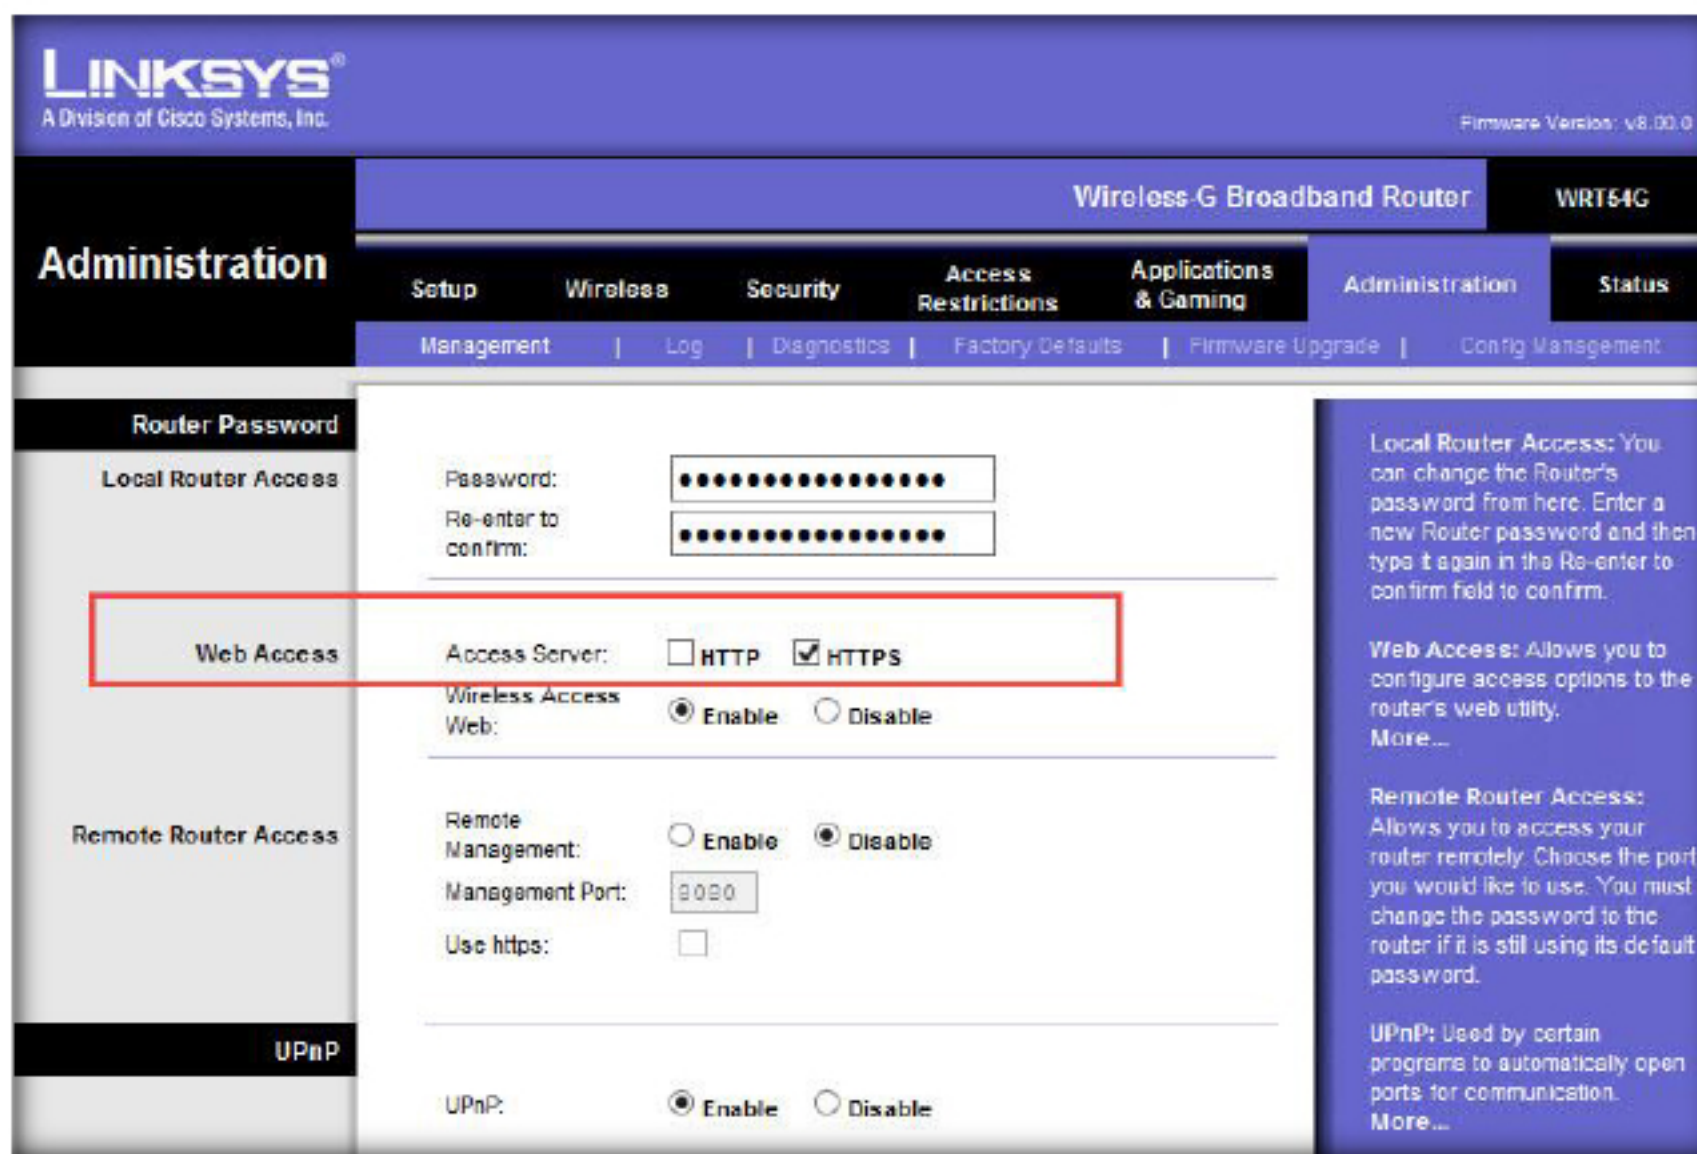 LINKSYS®
A Division of Cisco Systems, Inc.
Firmware Version: v8.00.0
Wireless-G Broadband Router
WRT54G
Administration
Setup
Wireless
Security
Access Restrictions
Applications & Gaming
Administration
Status
Management | Log | Diagnostics | Factory Defaults | Firmware Upgrade | Config Management
Router Password
Local Router Access
Password:
••••••••••••••••
Re-enter to
confirm:
••••••••••••••••
Web Access
Access Server:
HTTP
HTTPS
Wireless Access
Web:
Enable
Disable
Remote Router Access
Remote
Management:
Enable
Disable
Management Port:
8080
Use https:
UPnP
UPnP:
Enable
Disable
Local Router Access: You
can change the Router's
password from here. Enter a
new Router password and then
type it again in the Re-enter to
confirm field to confirm.
Web Access: Allows you to
configure access options to the
router's web utility.
More...
Remote Router Access:
Allows you to access your
router remotely. Choose the port
you would like to use. You must
change the password to the
router if it is still using its default
password.
UPnP: Used by certain
programs to automatically open
ports for communication.
More...